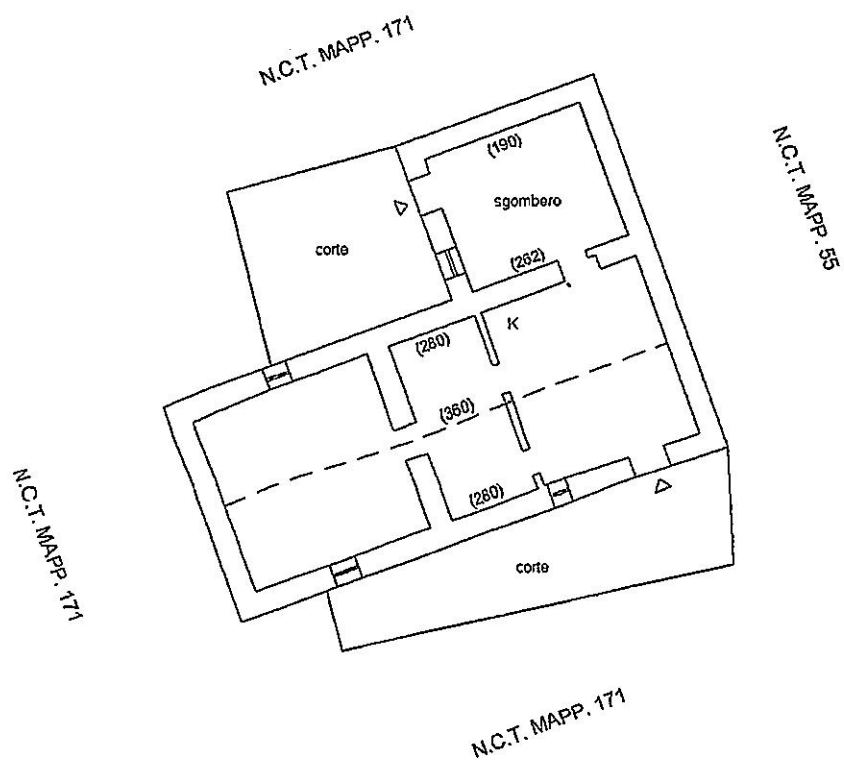 N.C.T. MAPP. 171
N.C.T. MAPP. 55
(190)
sgombero
corte
(262)
K
(280)
(360)
(280)
corte
N.C.T. MAPP. 171
N.C.T. MAPP. 171